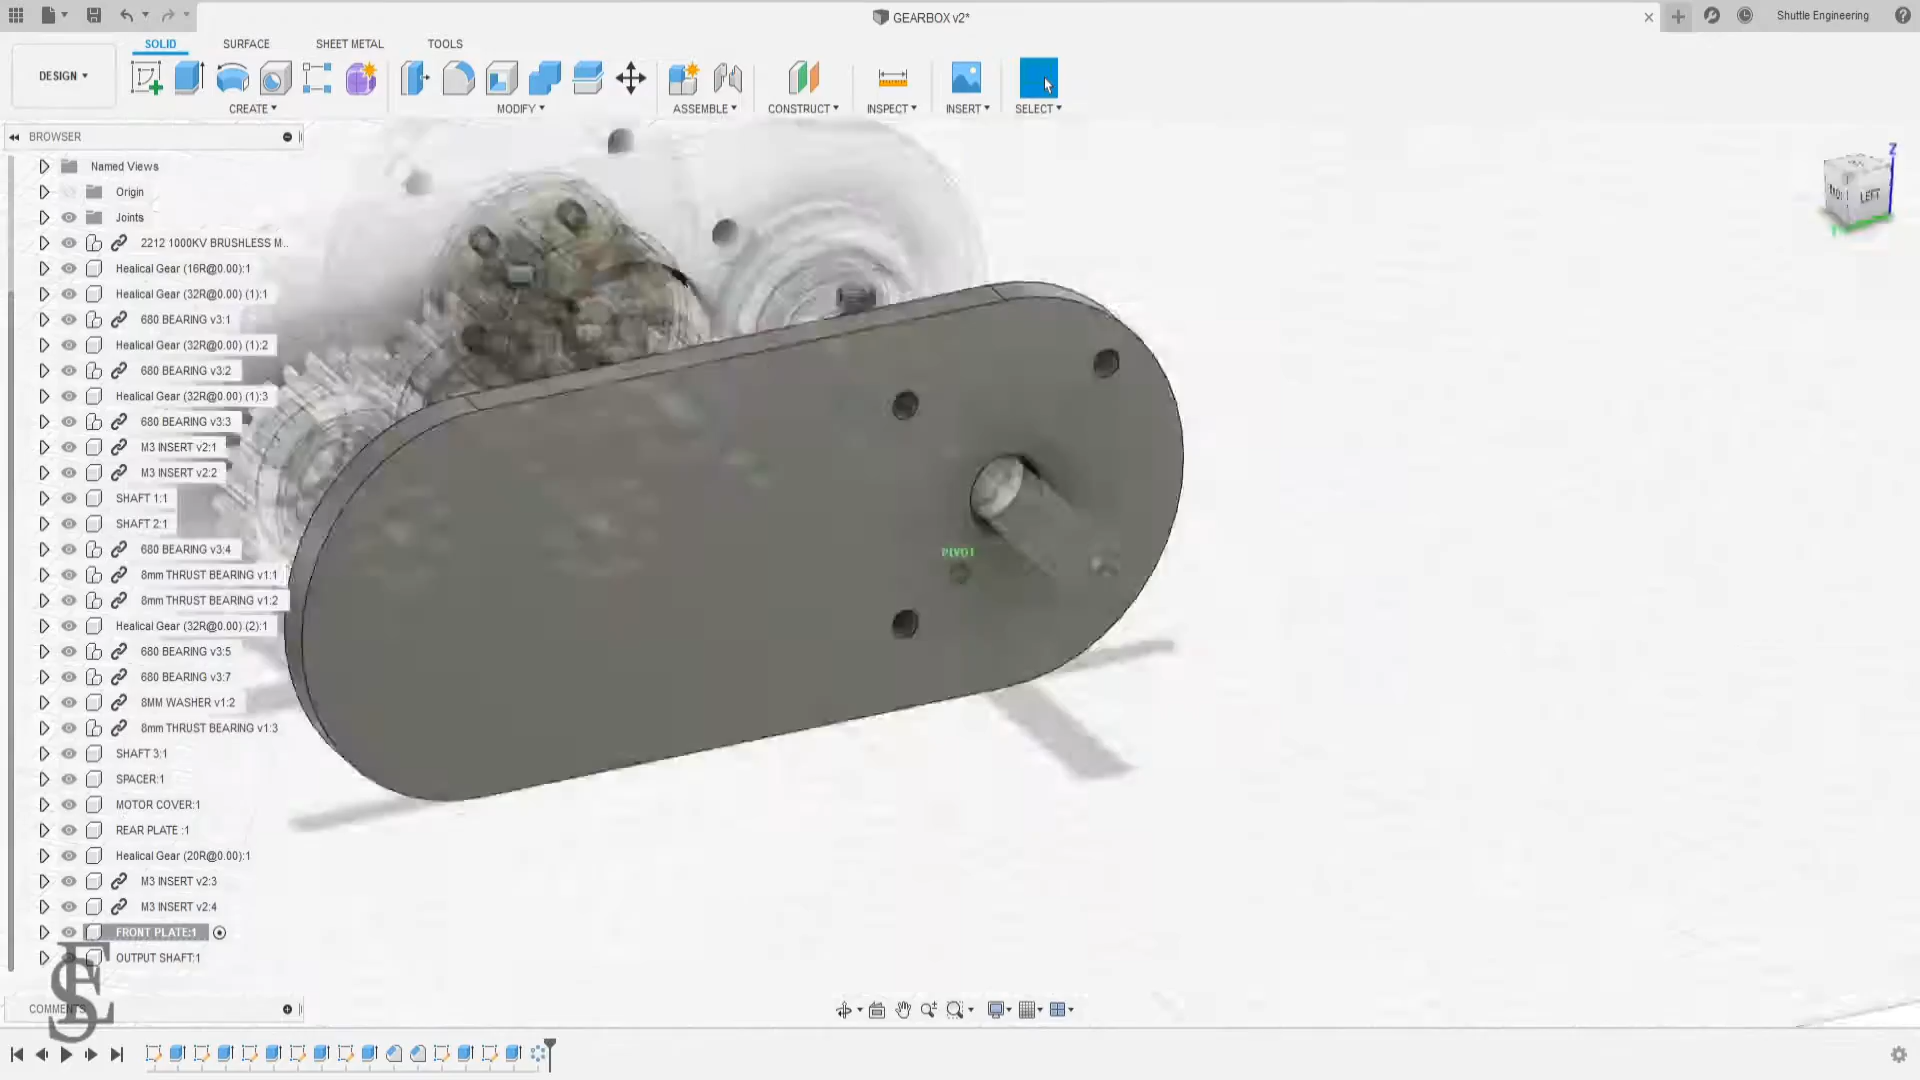 GEARBOX v2*
Shuttle Engineering
DESIGN
SOLID
SURFACE
SHEET METAL
TOOLS
CREATE
MODIFY
ASSEMBLE
CONSTRUCT
INSPECT
INSERT
SELECT
BROWSER
Named Views
Origin
Joints
2212 1000KV BRUSHLESS M..
Healical Gear (16R@0.00):1
Healical Gear (32R@0.00) (1):1
680 BEARING v3:1
Healical Gear (32R@0.00) (1):2
680 BEARING v3:2
Healical Gear (32R@0.00) (1):3
680 BEARING v3:3
M3 INSERT v2:1
M3 INSERT v2:2
SHAFT 1:1
SHAFT 2:1
680 BEARING v3:4
8mm THRUST BEARING v1:1
8mm THRUST BEARING v1:2
Healical Gear (32R@0.00) (2):1
680 BEARING v3:5
680 BEARING v3:7
8MM WASHER v1:2
8mm THRUST BEARING v1:3
SHAFT 3:1
SPACER:1
MOTOR COVER:1
REAR PLATE :1
Healical Gear (20R@0.00):1
M3 INSERT v2:3
M3 INSERT v2:4
FRONT PLATE:1
OUTPUT SHAFT:1
COMMENTS
PIVOT
Z
LEFT